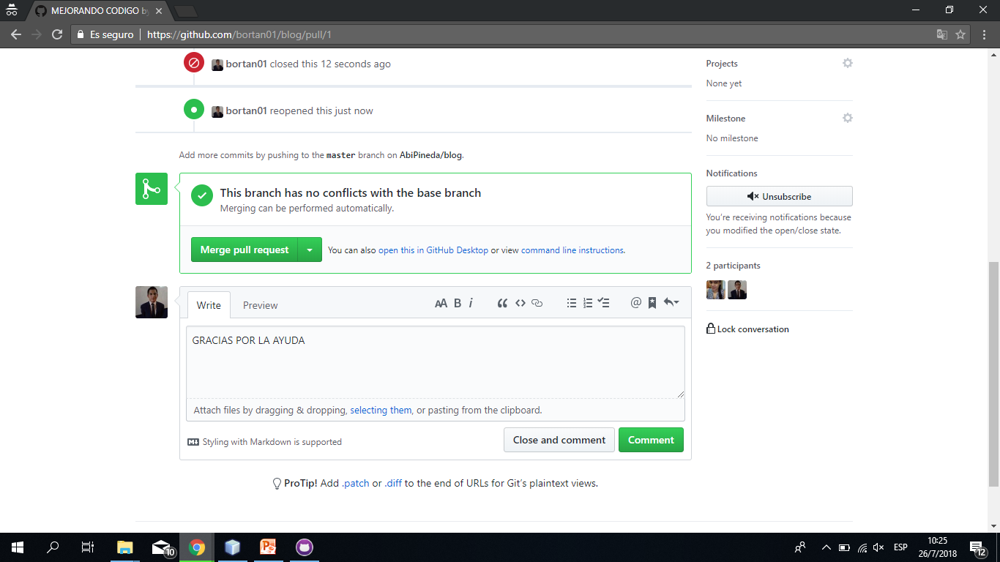 MEJORANDO CODIGO by
Es seguro
https://github.com/bortan01/blog/pull/1
bortan01 closed this 12 seconds ago
bortan01 reopened this just now
Add more commits by pushing to the master branch on AbiPineda/blog.
This branch has no conflicts with the base branch
Merging can be performed automatically.
Merge pull request
You can also open this in GitHub Desktop or view command line instructions.
Write
Preview
AA B i
GRACIAS POR LA AYUDA
Attach files by dragging & dropping, selecting them, or pasting from the clipboard.
Styling with Markdown is supported
Close and comment
Comment
ProTip! Add .patch or .diff to the end of URLs for Git's plaintext views.
Projects
None yet
Milestone
No milestone
Notifications
Unsubscribe
You're receiving notifications because
you modified the open/close state.
2 participants
Lock conversation
10
ESP
10:25
26/7/2018
12